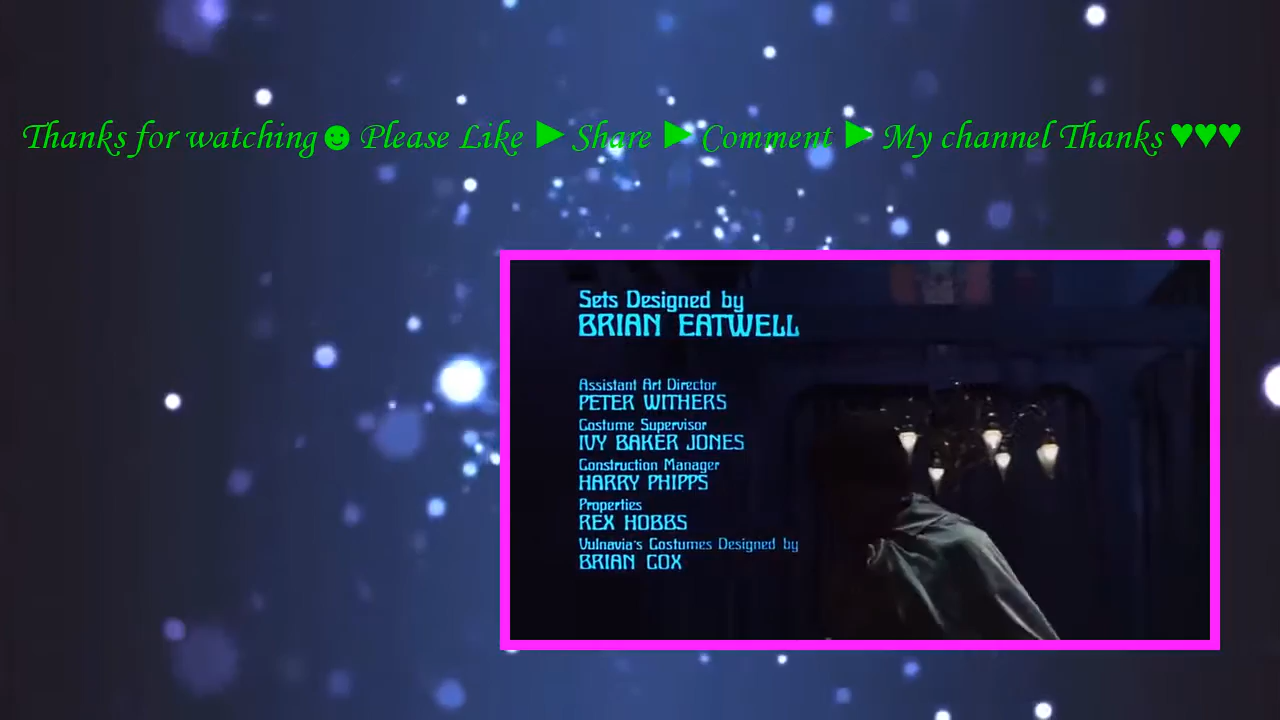 Thanks for watching☻Please Like ► Share ► Comment ► My channel Thanks ♥♥♥
Sets Designed by
BRIAN EATWELL
Assistant Art Director
PETER WITHERS
Costume Supervisor
IVY BAKER JONES
Construction Manager
HARRY PHIPPS
Properties
REX HOBBS
Vulnavia's Costumes Designed by
BRIAN COX